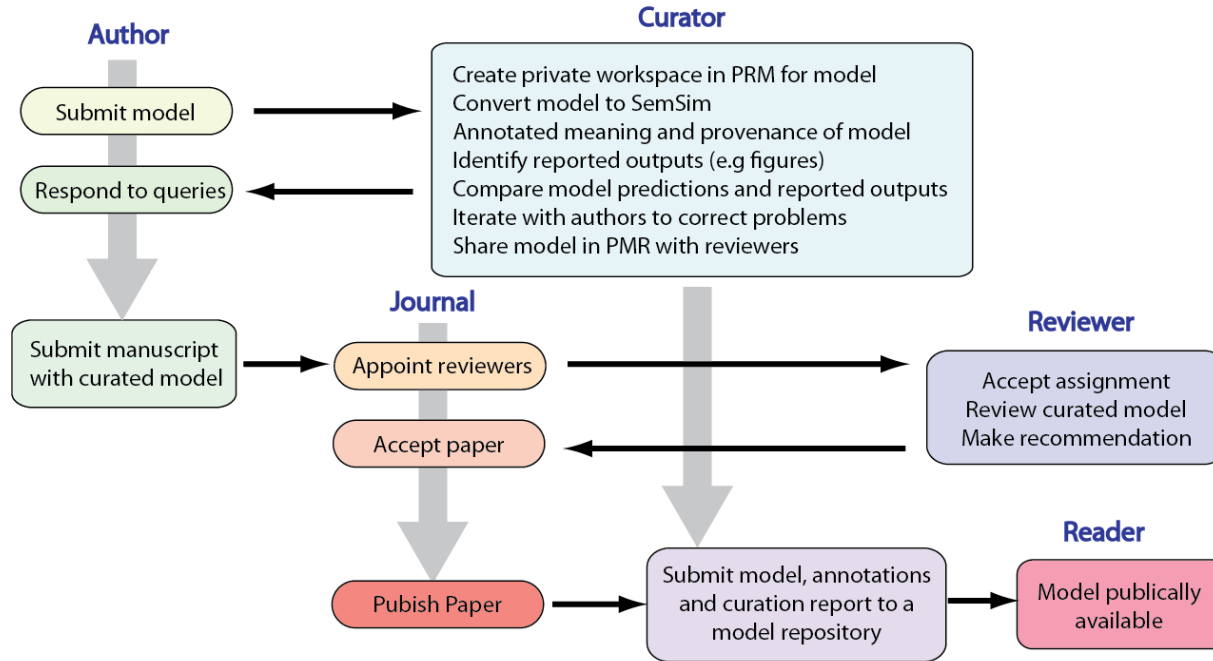 Curator
Author
Create private workspace in PRM for model
Convert model to SemSim
Annotated meaning and provenance of model
Identify reported outputs (e.g figures)
Compare model predictions and reported outputs
Iterate with authors to correct problems
Share model in PMR with reviewers
Submit model
Respond to queries
Journal
Reviewer
Submit manuscript
with curated model
Appoint reviewers
Accept paper
Accept assignment
Review curated model
Make recommendation
Reader
Pubish Paper
Submit model, annotations
and curation report to a
model repository
Model publically
available